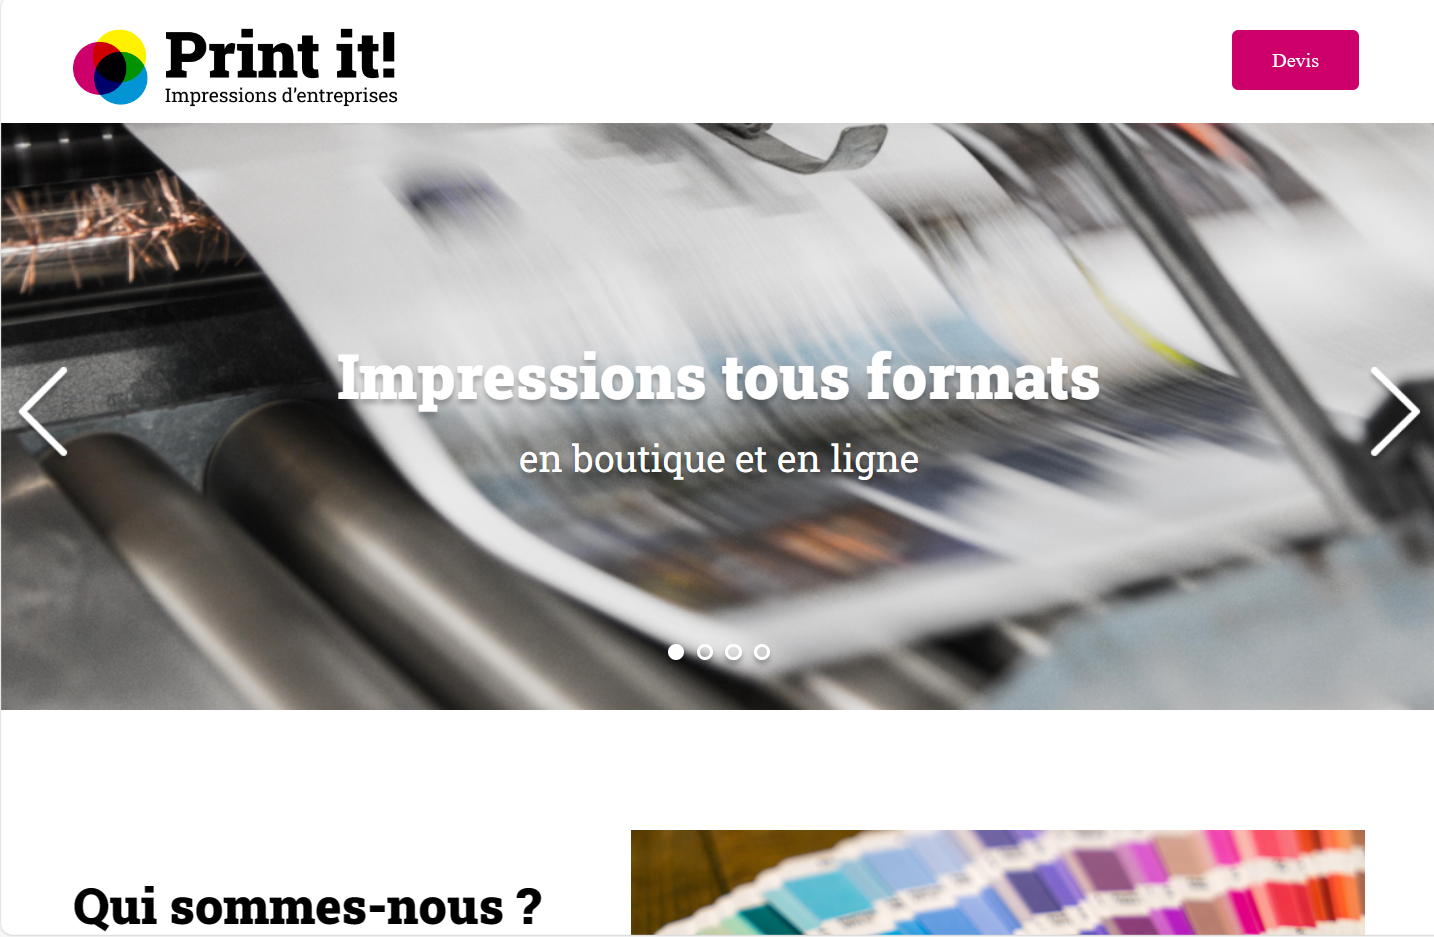 Print it!
Impressions d'entreprises
Devis
Impressions tous formats
en boutique et en ligne
Qui sommes-nous ?